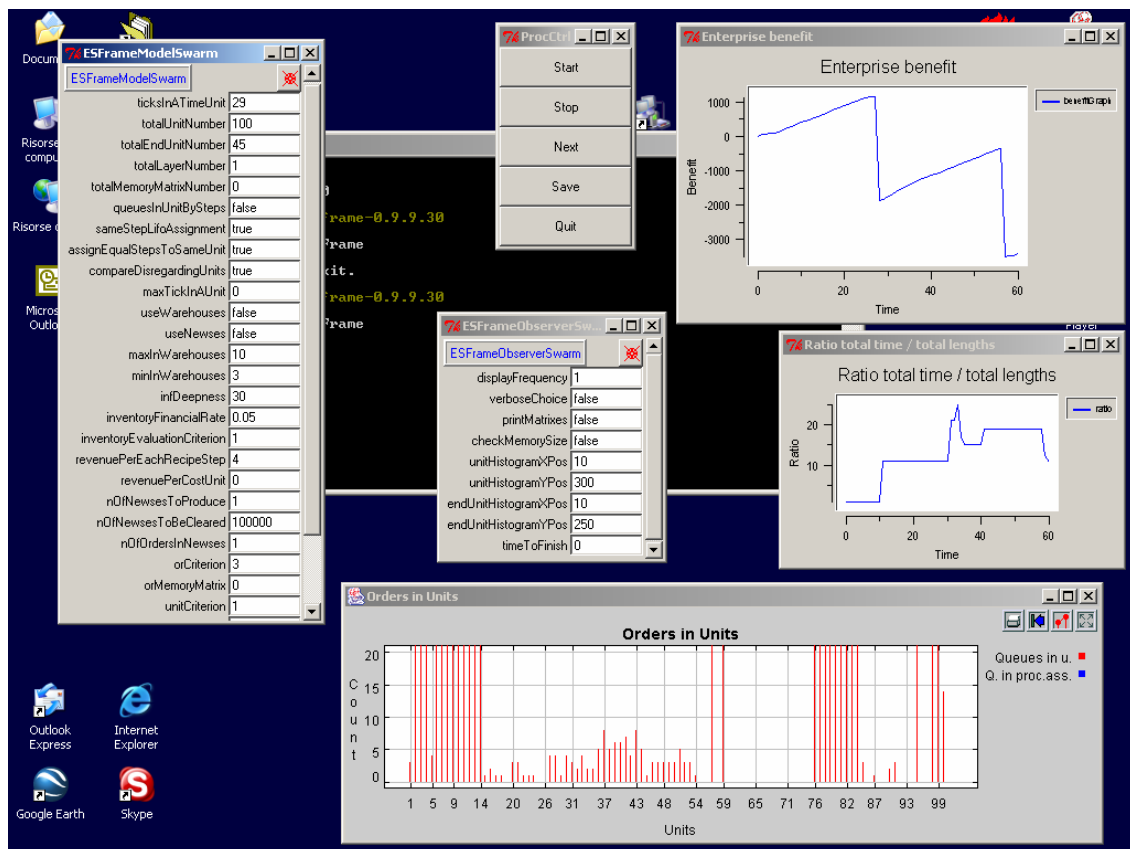 Docum
ESFrameModelSwarm
ESFrameModelSwarm
ticksInATimeUnit 29
totalUnitNumber 100
totalEndUnitNumber 45
totalLayerNumber 1
totalMemoryMatrixNumber 0
queuesInUnitBySteps false
sameStepLifoAssignment true
assignEqualStepsToSameUnit true
compareDisregardingUnits true
maxTickInAUnit 0
useWarehouses false
useNewses false
maxInWarehouses 10
minInWarehouses 3
infDeepness 30
inventoryFinancialRate 0.05
inventoryEvaluationCriterion 1
revenuePerEachRecipeStep 4
revenuePerCostUnit 0
nOfNewsesToProduce 1
nOfNewsesToBeCleared 100000
nOfOrdersInNewses 1
orCriterion 3
orMemoryMatrix 0
unitCriterion 1
Risorse
compu
Risorse
Micros
Outlo
ProcCtrl
Start
Stop
Next
Save
Quit
rame-0.9.9.30
Frame
xit.
rame-0.9.9.30
Frame
Enterprise benefit
Enterprise benefit
benefitGraph
1000
0
-1000
-2000
-3000
Benefit
0 20 40 60
Time
Player
ESFrameObserverSw...
ESFrameObserverSwarm
displayFrequency 1
verboseChoice false
printMatrixes false
checkMemorySize false
unitHistogramXPos 10
unitHistogramYPos 300
endUnitHistogramXPos 10
endUnitHistogramYPos 250
timeToFinish 0
Ratio total time / total lengths
Ratio total time / total lengths
ratio
20
10
Ratio
0 20 40 60
Time
Orders in Units
Orders in Units
Queues in u.
Q. in proc.ass.
20
15
10
5
0
Count
1 5 9 14 20 26 31 37 43 48 54 59 65 71 76 82 87 93 99
Units
Outlook
Express
Internet
Explorer
Google Earth
Skype